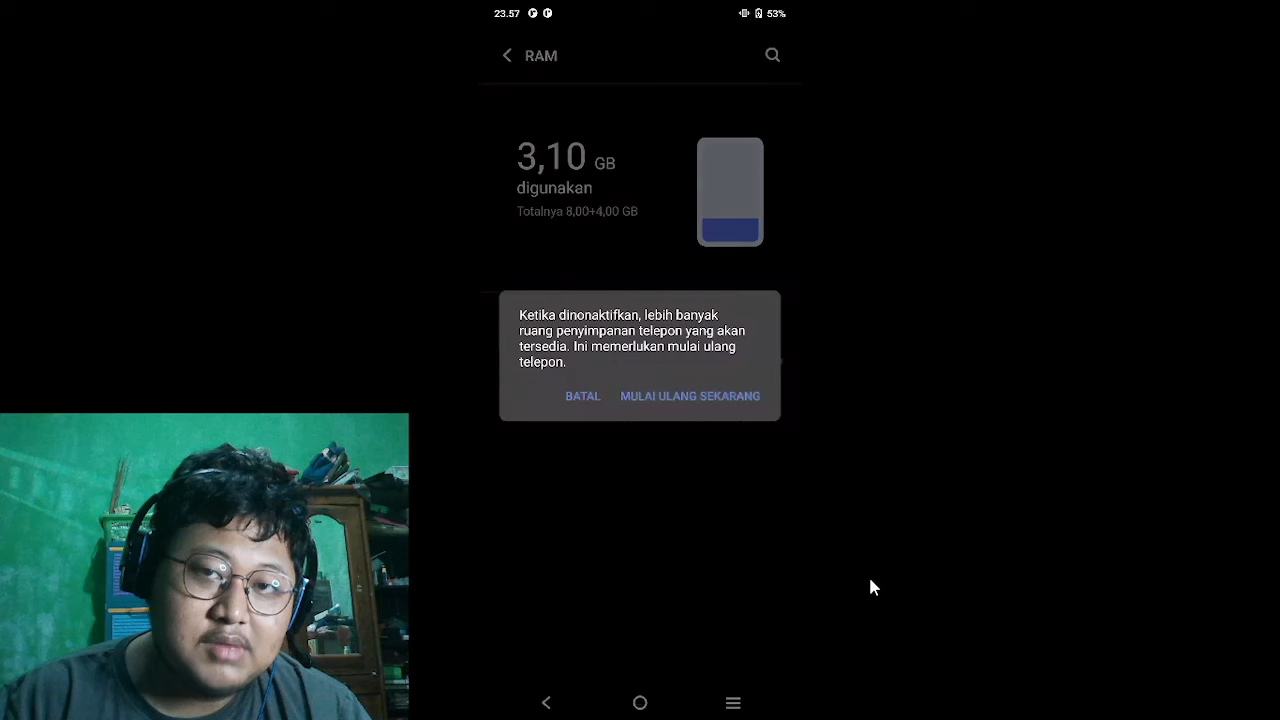 23.57
53%
RAM
3,10 GB
digunakan
Totalnya 8,00+4,00 GB
Ketika dinonaktifkan, lebih banyak
ruang penyimpanan telepon yang akan
tersedia. Ini memerlukan mulai ulang
telepon.
BATAL MULAI ULANG SEKARANG